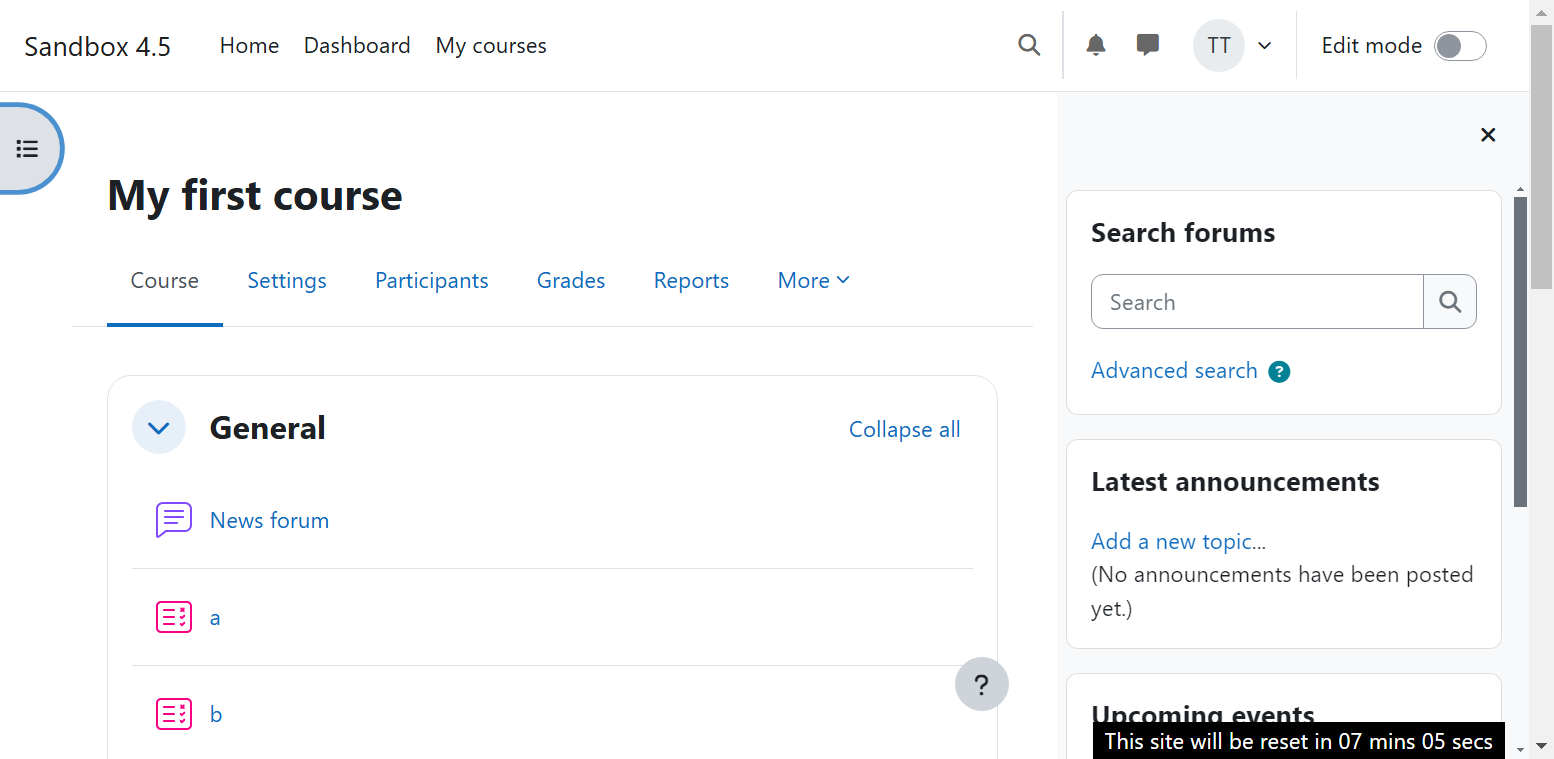 Sandbox 4.5 Home Dashboard My courses TT Edit mode
My first course
Course Settings Participants Grades Reports More
General Collapse all
News forum
a
b
?
Search forums
Search
Advanced search ?
Latest announcements
Add a new topic...
(No announcements have been posted
yet.)
Upcoming events
This site will be reset in 07 mins 05 secs